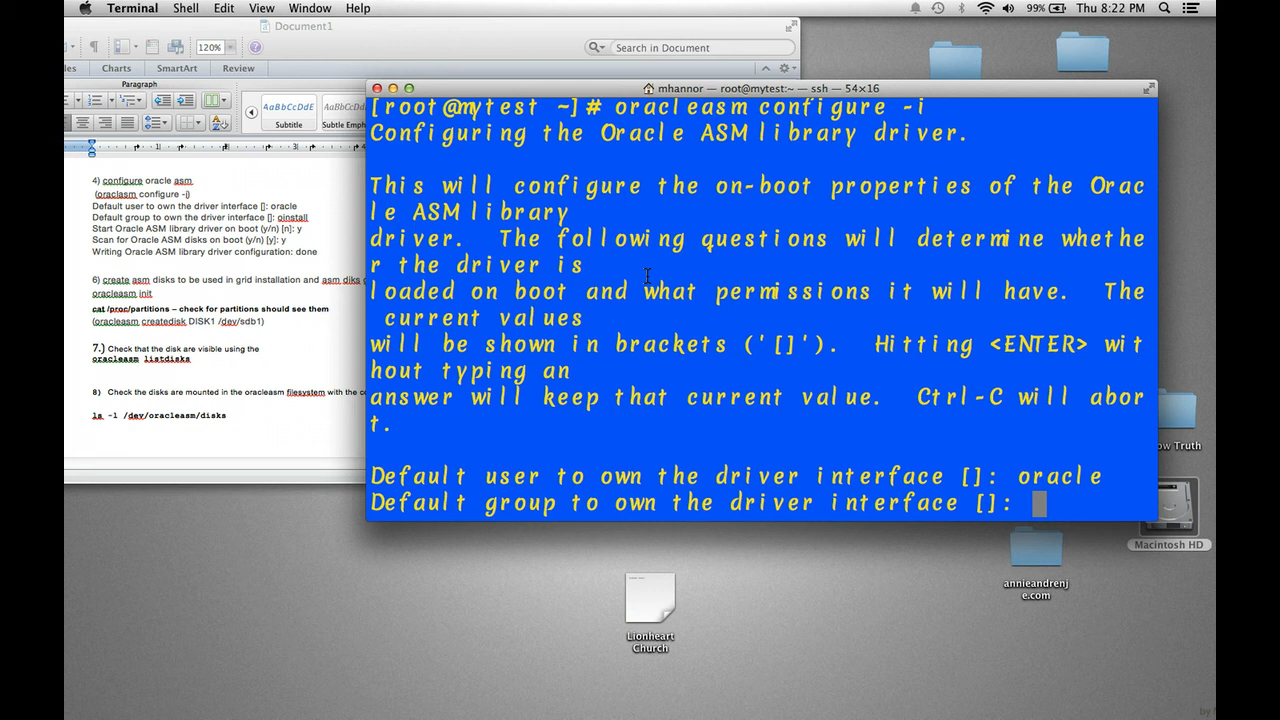 Terminal Shell Edit View Window Help 99% Thu 8:22 PM
Document1
120% Search in Document
Charts SmartArt Review
Paragraph
AaBbCcDdE AaBbCcDdE
Subtitle Subtle Emph
4) configure oracle asm
(oraclasm configure -i)
Default user to own the driver interface []: oracle
Default group to own the driver interface []: oinstall
Start Oracle ASM library driver on boot (y/n) [n]: y
Scan for Oracle ASM disks on boot (y/n) [y]: y
Writing Oracle ASM library driver configuration: done
6) create asm disks to be used in grid installation and asm diks
oracleasm init
cat /proc/partitions – check for partitions should see them
(oracleasm createdisk DISK1 /dev/sdb1)
7.) Check that the disk are visible using the
oracleasm listdisks
8) Check the disks are mounted in the oracleasm filesystem with the
ls -l /dev/oracleasm/disks
mhannor — root@mytest:~ — ssh — 54×16
[root@mytest ~]# oracleasm configure -i
Configuring the Oracle ASM library driver.
This will configure the on-boot properties of the Orac
le ASM library
driver.  The following questions will determine whethe
r the driver is
loaded on boot and what permissions it will have.  The
 current values
will be shown in brackets ('[]').  Hitting <ENTER> wit
hout typing an
answer will keep that current value.  Ctrl-C will abor
t.
Default user to own the driver interface []: oracle
Default group to own the driver interface []:
ow Truth
Macintosh HD
annieandrenj
e.com
Lionheart
Church